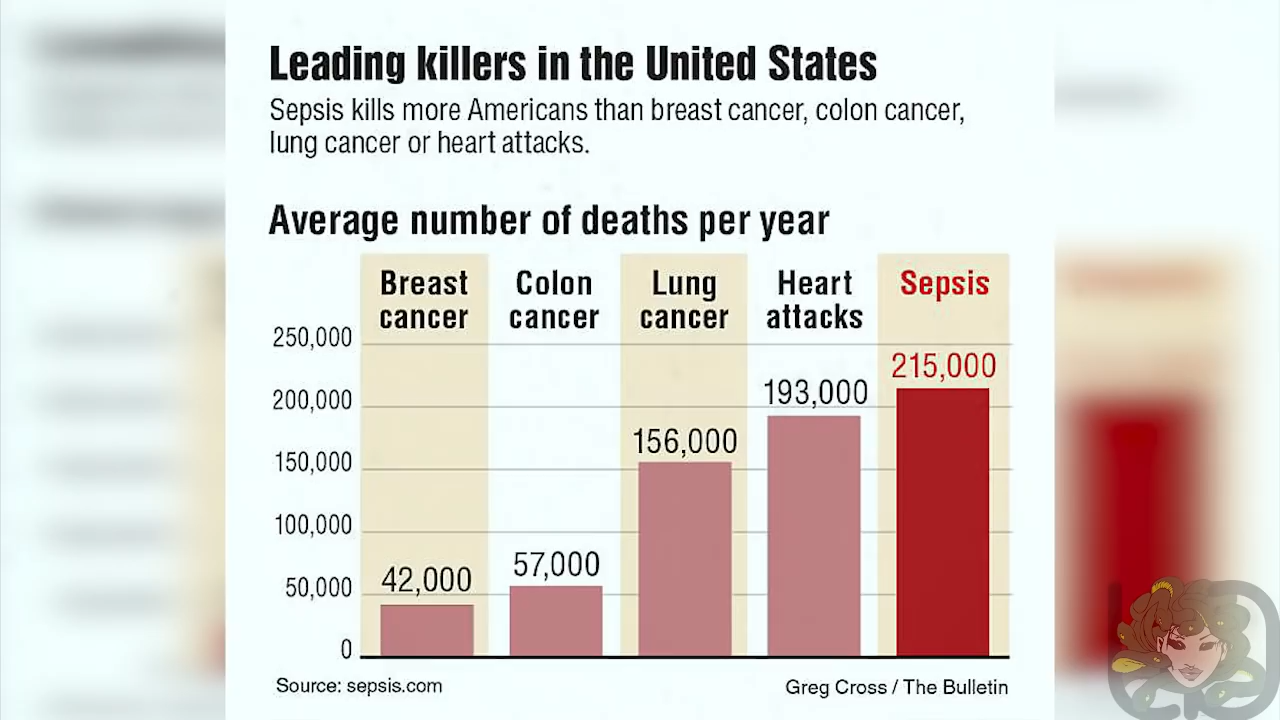 Leading killers in the United States
Sepsis kills more Americans than breast cancer, colon cancer,
lung cancer or heart attacks.
Average number of deaths per year
Breast cancer
Colon cancer
Lung cancer
Heart attacks
Sepsis
250,000
200,000
150,000
100,000
50,000
0
42,000
57,000
156,000
193,000
215,000
Source: sepsis.com
Greg Cross / The Bulletin